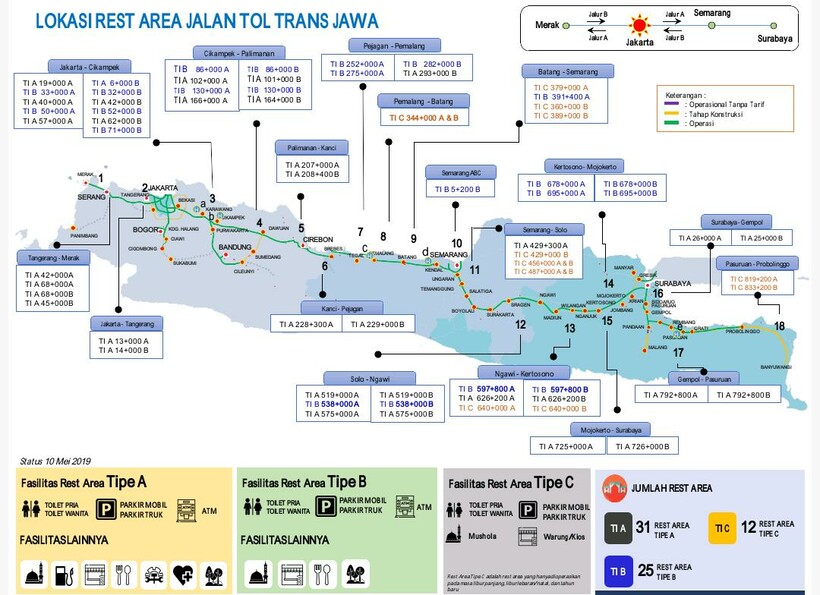 LOKASI REST AREA JALAN TOL TRANS JAWA
Merak
Jalur B
Jalur A
Jakarta
Jalur A
Jalur B
Semarang
Surabaya
Keterangan :
: Operasional Tanpa Tarif
: Tahap Konstruksi
: Operasi
Jakarta - Cikampek
TI A 19+000 A
TI B 33+000 A
TI A 40+000 A
TI B 50+000 A
TI A 57+000 A
TI A 6+000 B
TI B 32+000 B
TI A 42+000 B
TI B 52+000 B
TI A 62+000 B
TI B 71+000 B
Cikampek - Palimanan
TI B 86+000 A
TI A 102+000 A
TI B 130+000 A
TI A 166+000 A
TI B 86+000 B
TI A 101+000 B
TI B 130+000 B
TI A 164+000 B
Pejagan - Pemalang
TI B 252+000 A
TI B 275+000 A
TI B 282+000 B
TI A 293+000 B
Pemalang - Batang
TI C 344+000 A & B
Batang - Semarang
TI C 379+000 A
TI B 391+400 A
TI C 360+000 B
TI C 389+000 B
Palimanan - Kanci
TI A 207+000 A
TI A 208+400 B
Semarang ABC
TI B 5+200 B
Kertosono - Mojokerto
TI B 678+000 A
TI B 695+000 A
TI B 678+000 B
TI B 695+000 B
Semarang - Solo
TI A 429+300 A
TI C 429+000 B
TI C 456+000 A & B
TI C 487+000 A & B
Surabaya - Gempol
TI A 26+000 A
TI A 25+000 B
Pasuruan - Probolinggo
TI C 819+200 A
TI C 833+200 B
Tangerang - Merak
TI A 42+000 A
TI A 68+000 A
TI A 68+000 B
TI A 45+000 B
Jakarta - Tangerang
TI A 13+000 A
TI A 14+000 B
Kanci - Pejagan
TI A 228+300 A
TI A 229+000 B
Solo - Ngawi
TI A 519+000 A
TI B 538+000 A
TI A 575+000 A
TI A 519+000 B
TI B 538+000 B
TI A 575+000 B
Ngawi - Kertosono
TI B 597+800 A
TI A 626+200 A
TI C 640+000 A
TI B 597+800 B
TI A 626+200 B
TI C 640+000 B
Mojokerto - Surabaya
TI A 725+000 A
TI A 726+000 B
Gempol - Pasuruan
TI A 792+800 A
TI A 792+800 B
MERAK
1
SERANG
PANIMBANG
TANGERANG
2
JAKARTA
BEKASI
3
a
KARAWANG
b
CIKAMPEK
KDG. HALANG
PURWAKARTA
BOGOR
CIAWI
CIGOMBONG
SUKABUMI
BANDUNG
CILEUNYI
SUMEDANG
4
DAWUAN
5
CIREBON
6
BREBES
7
TEGAL
c
8
9
BATANG
d
KENDAL
10
SEMARANG
UNGARAN
11
TEMANGGUNG
SALATIGA
BOYOLALI
SURAKARTA
12
SRAGEN
NGAWI
MADIUN
WILANGAN
13
NGANJUK
KERTOSONO
15
JOMBANG
MOJOKERTO
14
MANYAR
GRESIK
SURABAYA
16
KRIAN
GEMPOL
PANDAAN
MALANG
REMBANG
e
PASURUAN
17
GRATI
PROBOLINGGO
18
BANYUWANGI
Status 10 Mei 2019
Fasilitas Rest Area Tipe A
TOILET PRIA
TOILET WANITA
P
PARKIR MOBIL
PARKIR TRUK
ATM
FASILITAS LAINNYA
Fasilitas Rest Area Tipe B
TOILET PRIA
TOILET WANITA
P
PARKIR MOBIL
PARKIR TRUK
ATM
FASILITAS LAINNYA
Fasilitas Rest Area Tipe C
TOILET PRIA
TOILET WANITA
P
PARKIR MOBIL
PARKIR TRUK
Mushola
Warung/Kios
Rest Area Tipe C adalah rest area yang hanya dioperasikan
pada masa libur panjang, libur lebaran/natal, dan tahun
baru
JUMLAH REST AREA
TI A
31
REST AREA
TIPE A
TI C
12
REST AREA
TIPE C
TI B
25
REST AREA
TIPE B